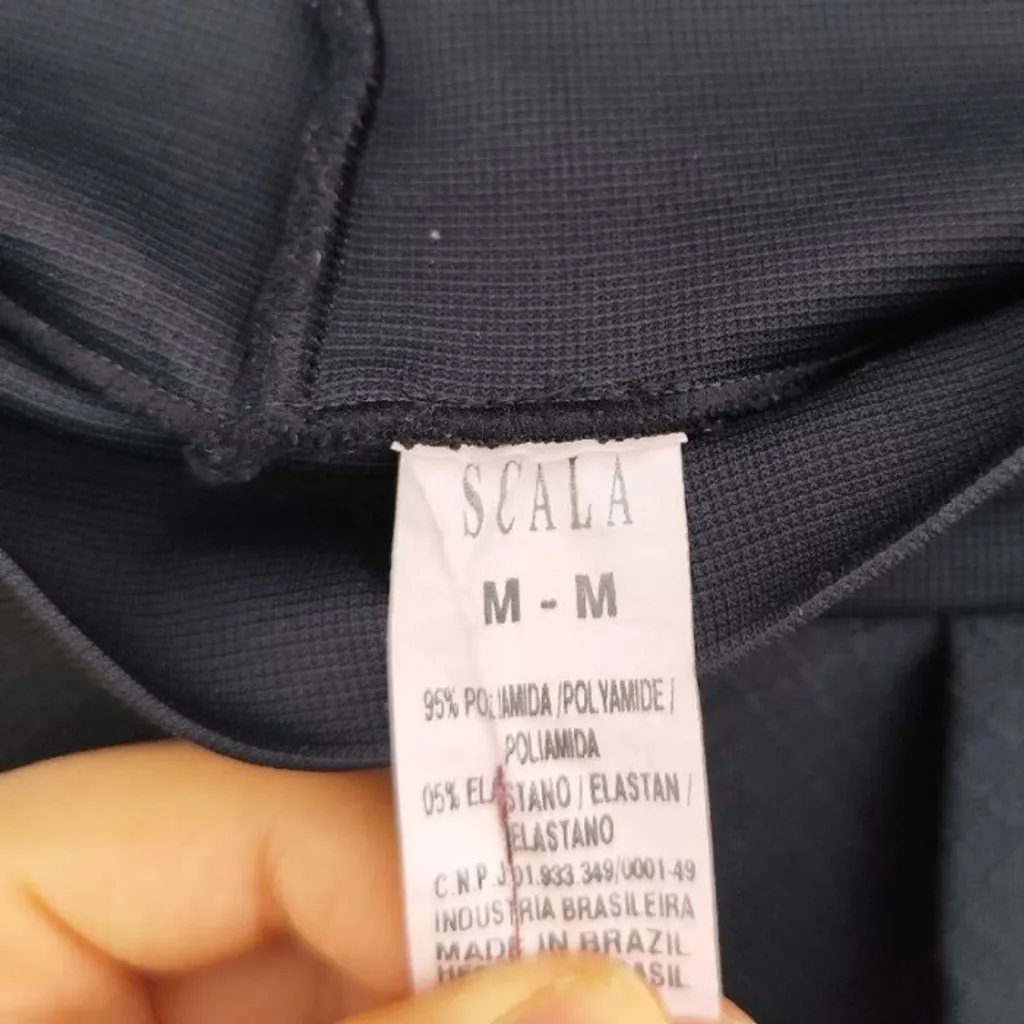 SCALA
M - M
95% POLIAMIDA /POLYAMIDE /
POLIAMIDA
05% ELASTANO / ELASTAN /
ELASTANO
C.N.P.J 01.933.349/0001-49
INDUSTRIA BRASILEIRA
MADE IN BRAZIL